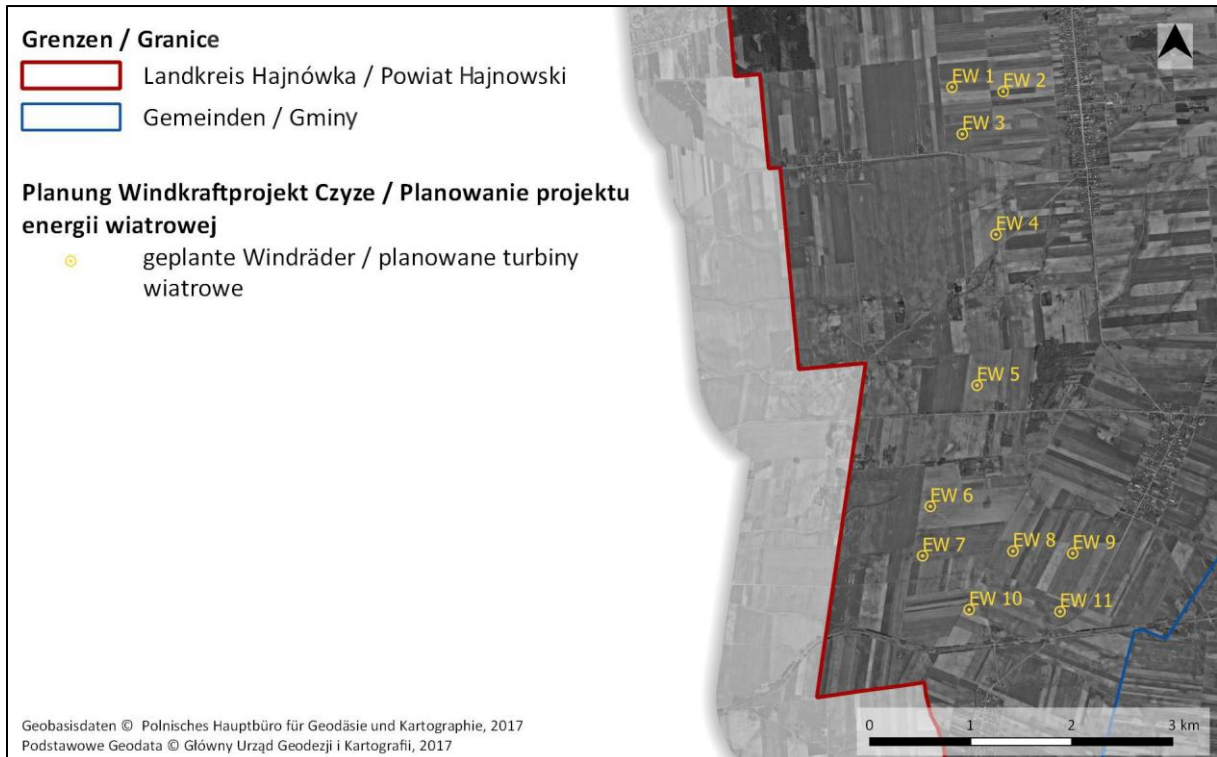 Grenzen / Granice
Landkreis Hajnówka / Powiat Hajnowski
Gemeinden / Gminy
Planung Windkraftprojekt Czyze / Planowanie projektu
energii wiatrowej
geplante Windräder / planowane turbiny
wiatrowe
EW 1
EW 2
EW 3
EW 4
EW 5
EW 6
EW 7
EW 8
EW 9
EW 10
EW 11
Geobasisdaten © Polnisches Hauptbüro für Geodäsie und Kartographie, 2017
Podstawowe Geodata © Główny Urząd Geodezji i Kartografii, 2017
0 1 2 3 km